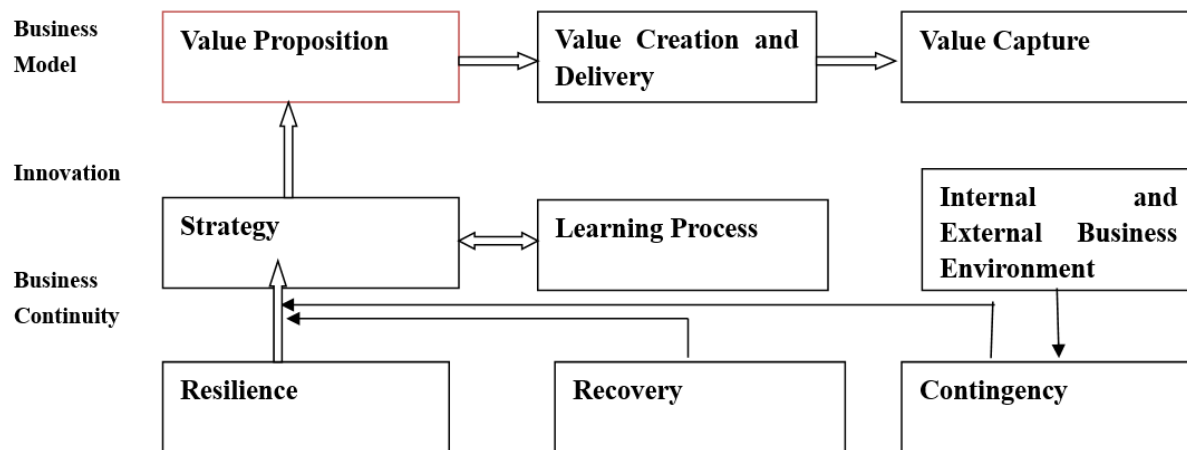 Business
Model
Value Proposition
Value Creation and
Delivery
Value Capture
Innovation
Strategy
Learning Process
Internal and
External Business
Environment
Business
Continuity
Resilience
Recovery
Contingency